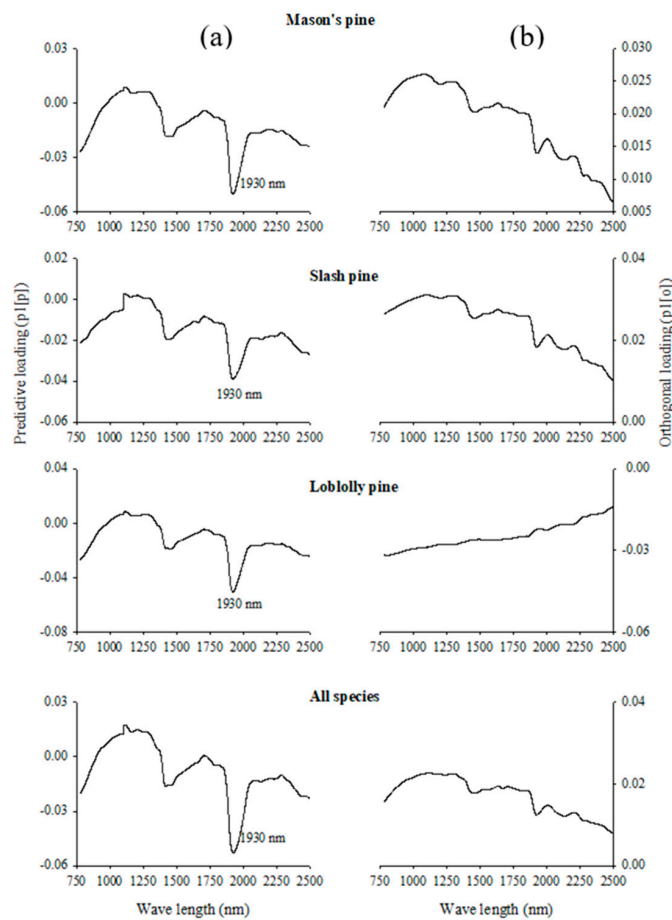 Mason's pine
(a)
(b)
0.03
0.00
-0.03
-0.06
750 1000 1250 1500 1750 2000 2250 2500
1930 nm
0.030
0.025
0.020
0.015
0.010
0.005
750 1000 1250 1500 1750 2000 2250 2500
Slash pine
0.02
0.00
-0.02
-0.04
-0.06
750 1000 1250 1500 1750 2000 2250 2500
1930 nm
0.04
0.02
0.00
750 1000 1250 1500 1750 2000 2250 2500
Predictive loading (p1[p])
Orthogonal loading (p1[o])
Loblolly pine
0.04
0.00
-0.04
-0.08
750 1000 1250 1500 1750 2000 2250 2500
1930 nm
0.00
-0.03
-0.06
750 1000 1250 1500 1750 2000 2250 2500
All species
0.03
0.00
-0.03
-0.06
750 1000 1250 1500 1750 2000 2250 2500
1930 nm
0.04
0.02
0.00
750 1000 1250 1500 1750 2000 2250 2500
Wave length (nm)
Wave length (nm)